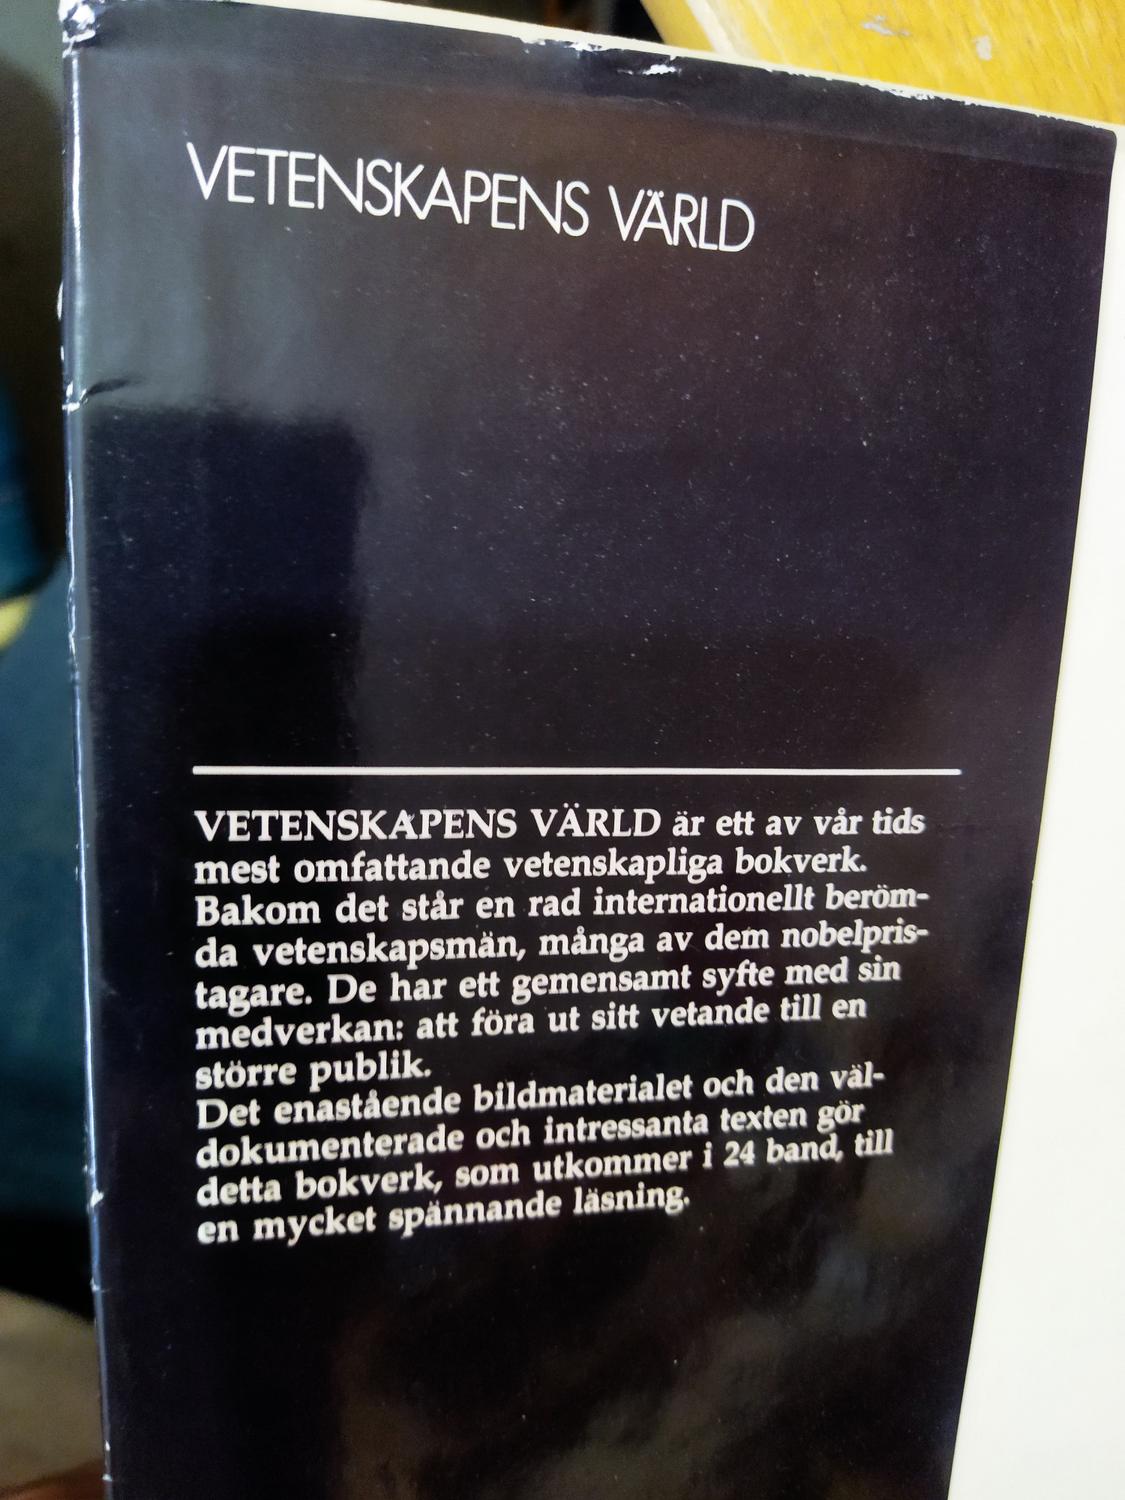 VETENSKAPENS VÄRLD
VETENSKAPENS VÄRLD är ett av vår tids
mest omfattande vetenskapliga bokverk.
Bakom det står en rad internationellt beröm-
da vetenskapsmän, många av dem nobelpris-
tagare. De har ett gemensamt syfte med sin
medverkan: att föra ut sitt vetande till en
större publik.
Det enastående bildmaterialet och den väl-
dokumenterade och intressanta texten gör
detta bokverk, som utkommer i 24 band, till
en mycket spännande läsning.